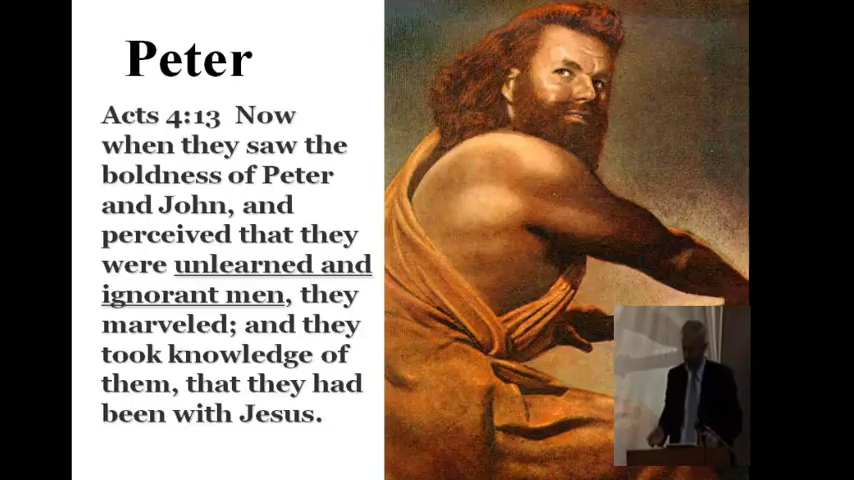 Peter
Acts 4:13  Now
when they saw the
boldness of Peter
and John, and
perceived that they
were unlearned and
ignorant men, they
marveled; and they
took knowledge of
them, that they had
been with Jesus.